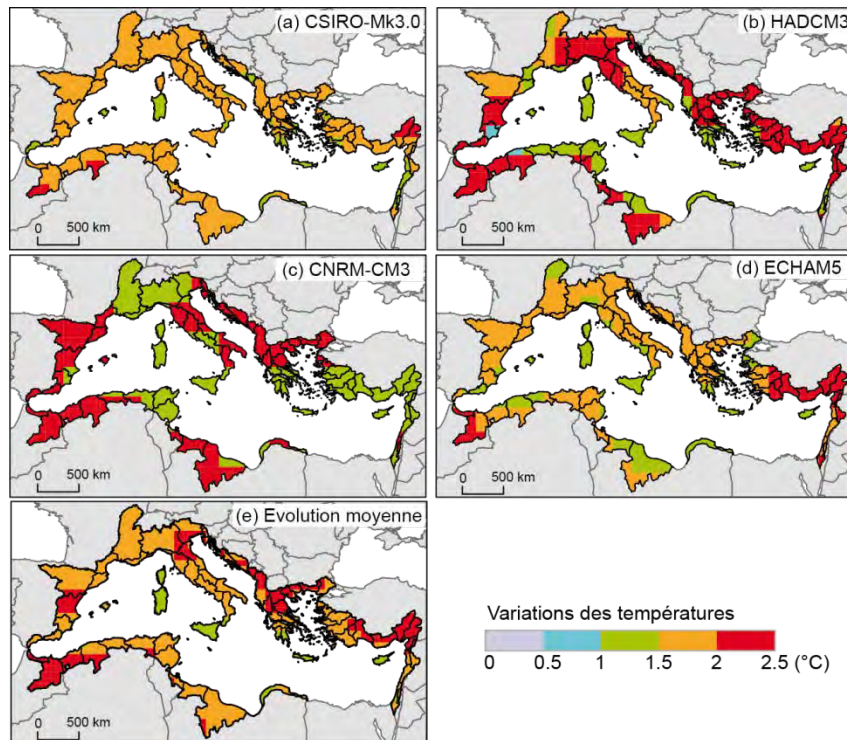 (a) CSIRO-Mk3.0
0 500 km
(b) HADCM3
0 500 km
(c) CNRM-CM3
0 500 km
(d) ECHAM5
0 500 km
(e) Evolution moyenne
0 500 km
Variations des températures
0 0.5 1 1.5 2 2.5 (°C)